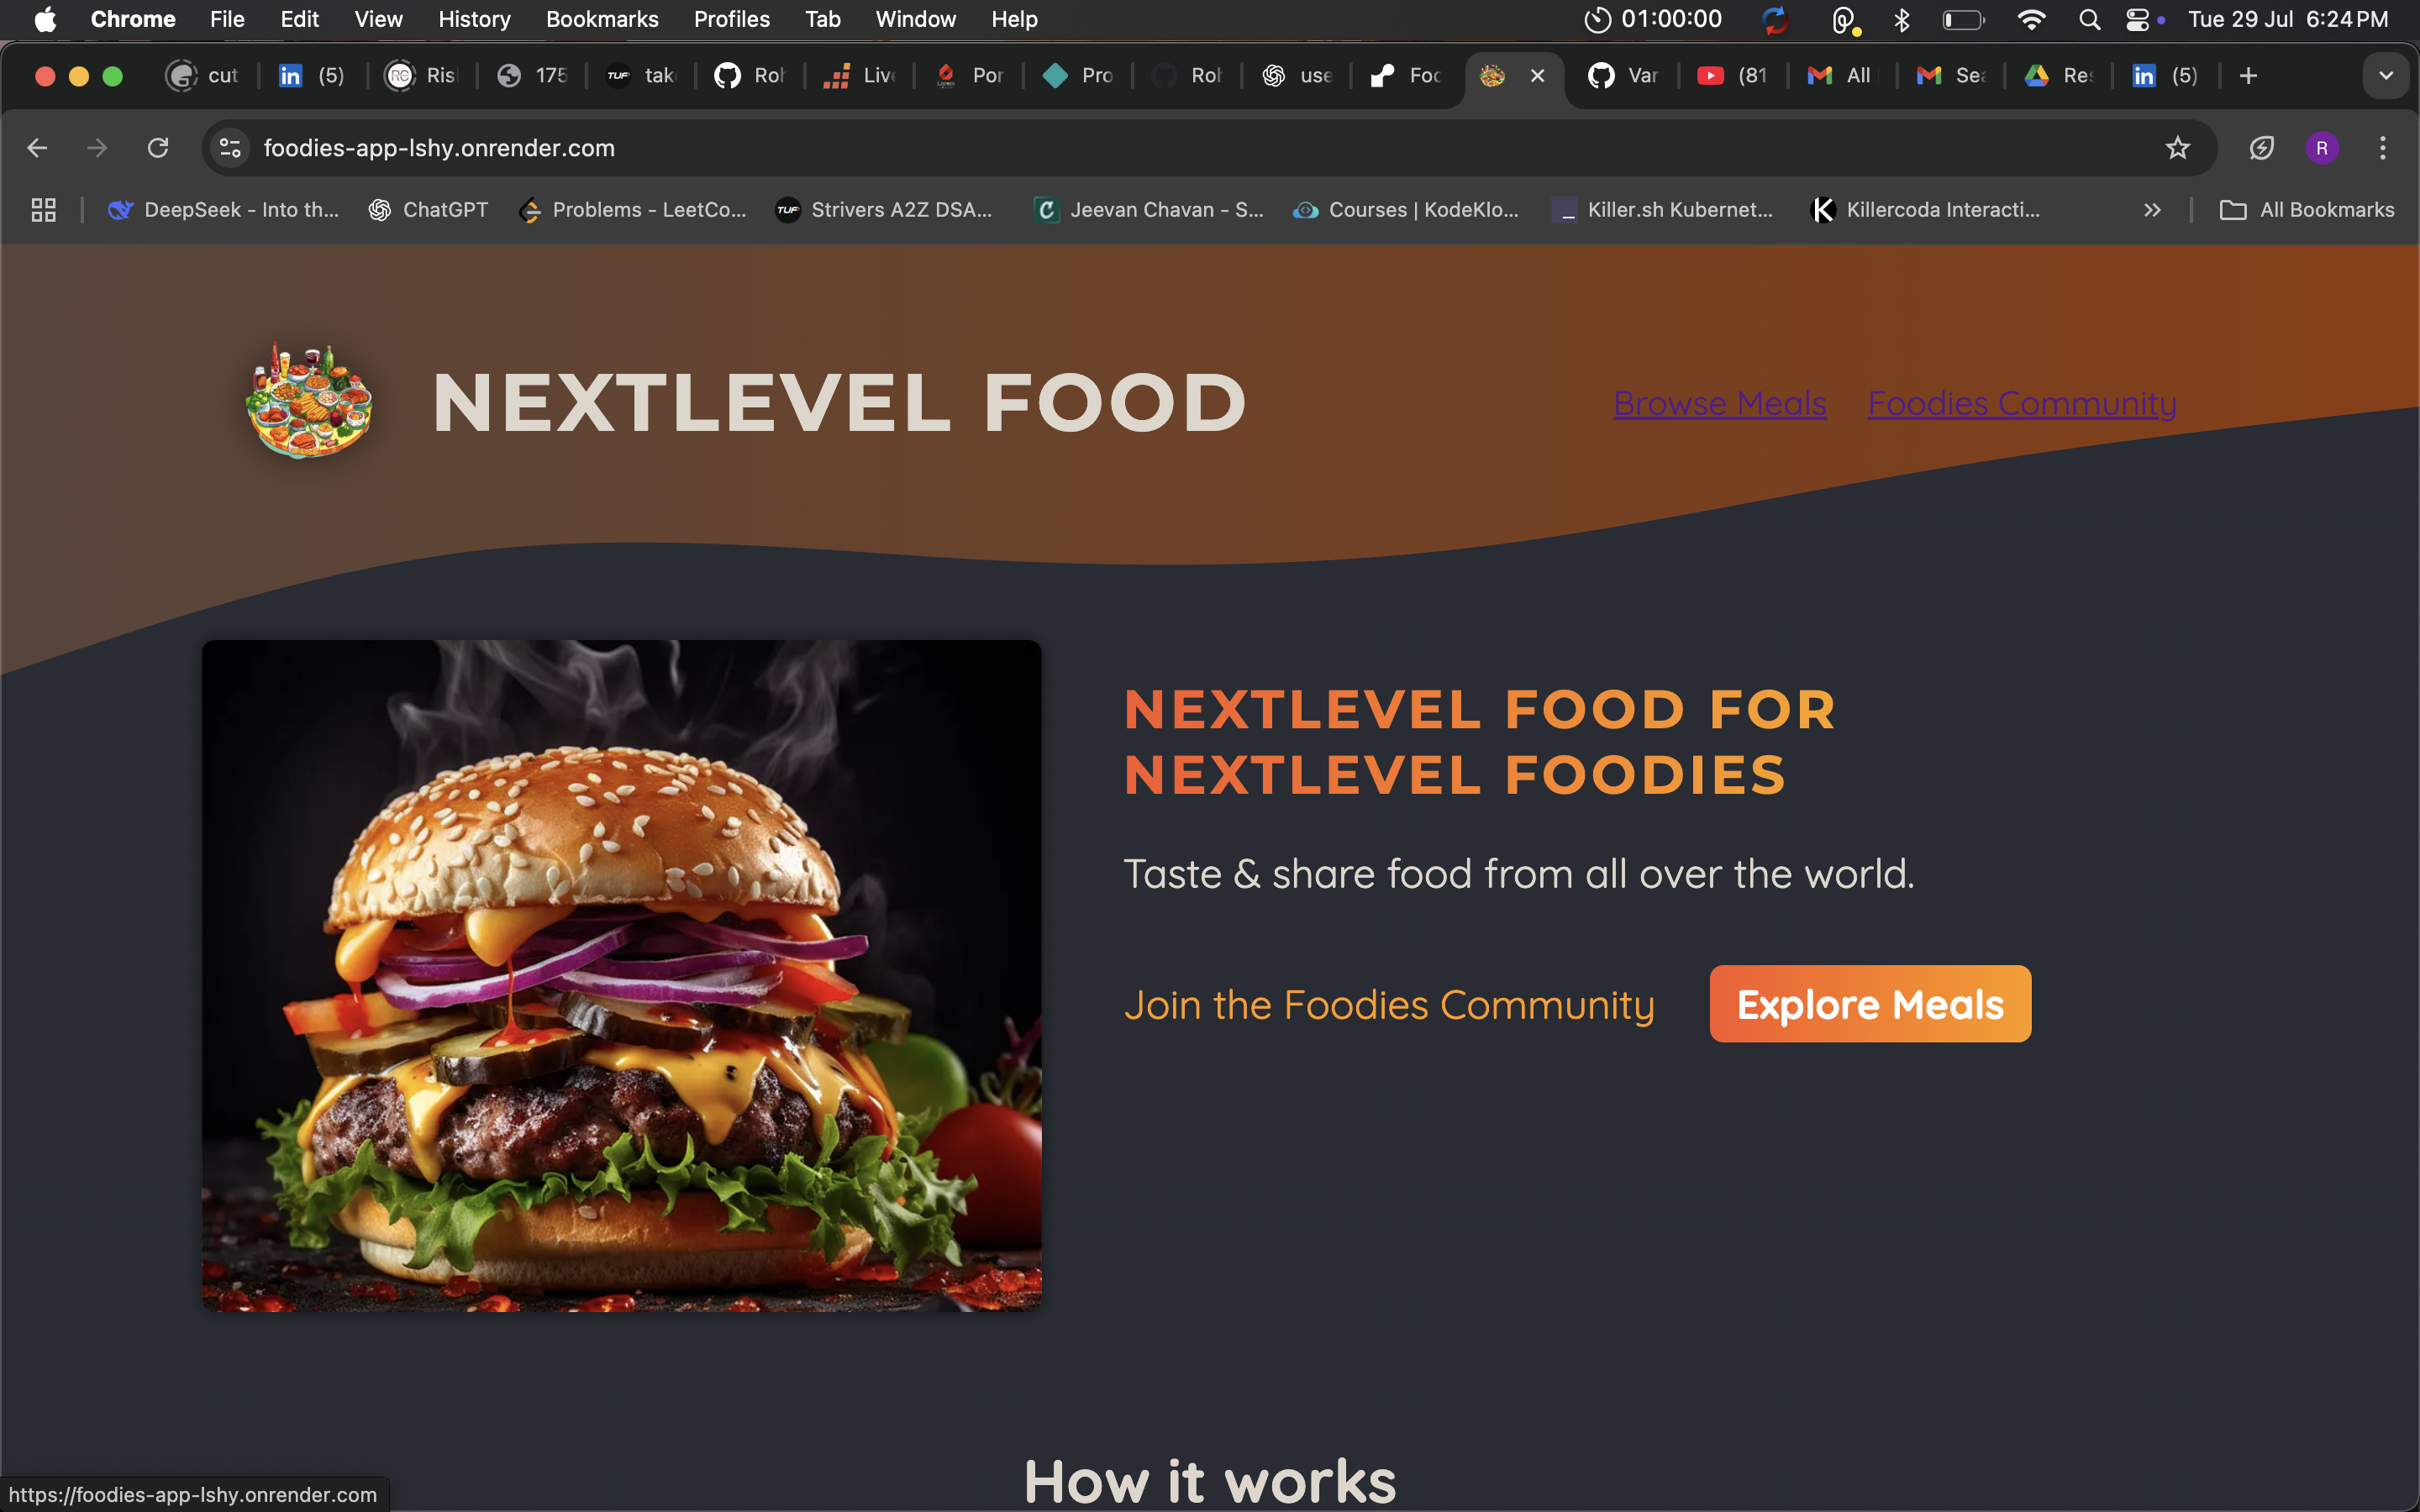 Chrome File Edit View History Bookmarks Profiles Tab Window Help 01:00:00 Tue 29 Jul 6:24 PM
cut (5) Ris 175 tak Roh Live Por Pro Roh use Foo Var (81 All Sea Res (5)
foodies-app-lshy.onrender.com R
DeepSeek - Into th... ChatGPT Problems - LeetCo... TUF Strivers A2Z DSA... Jeevan Chavan - S... Courses | KodeKlo... Killer.sh Kubernet... Killercoda Interacti... All Bookmarks
NEXTLEVEL FOOD
Browse Meals Foodies Community
NEXTLEVEL FOOD FOR
NEXTLEVEL FOODIES
Taste & share food from all over the world.
Join the Foodies Community Explore Meals
How it works
https://foodies-app-lshy.onrender.com